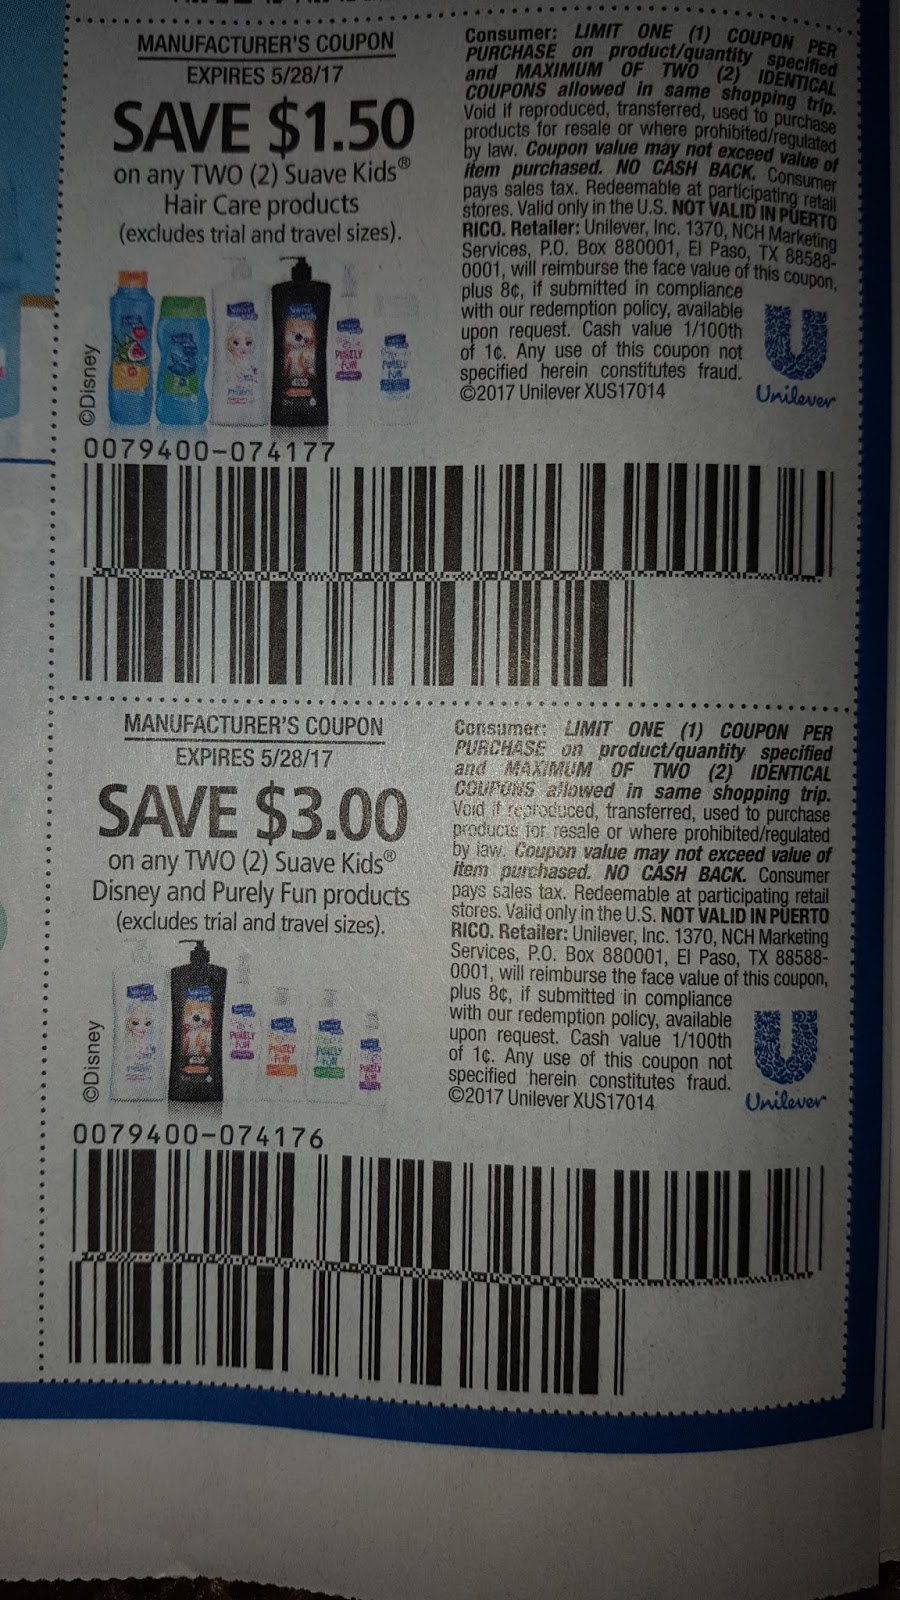 MANUFACTURER'S COUPON
EXPIRES 5/28/17
SAVE $1.50
on any TWO (2) Suave Kids®
Hair Care products
(excludes trial and travel sizes).
©Disney
PURELY
FUN
PURELY
0079400-074177
Consumer: LIMIT ONE (1) COUPON PER
PURCHASE on product/quantity specified
and MAXIMUM OF TWO (2) IDENTICAL
COUPONS allowed in same shopping trip.
Void if reproduced, transferred, used to purchase
products for resale or where prohibited/regulated
by law. Coupon value may not exceed value of
item purchased. NO CASH BACK. Consumer
pays sales tax. Redeemable at participating retail
stores. Valid only in the U.S. NOT VALID IN PUERTO
RICO. Retailer: Unilever, Inc. 1370, NCH Marketing
Services, P.O. Box 880001, El Paso, TX 88588-
0001, will reimburse the face value of this coupon,
plus 8¢, if submitted in compliance
with our redemption policy, available
upon request. Cash value 1/100th
of 1¢. Any use of this coupon not
specified herein constitutes fraud.
©2017 Unilever XUS17014
Unilever
MANUFACTURER'S COUPON
EXPIRES 5/28/17
SAVE $3.00
on any TWO (2) Suave Kids®
Disney and Purely Fun products
(excludes trial and travel sizes).
©Disney
PURELY
FUN
PURELY
FUN
PURELY
FUN
0079400-074176
Consumer: LIMIT ONE (1) COUPON PER
PURCHASE on product/quantity specified
and MAXIMUM OF TWO (2) IDENTICAL
COUPONS allowed in same shopping trip.
Void if reproduced, transferred, used to purchase
products for resale or where prohibited/regulated
by law. Coupon value may not exceed value of
item purchased. NO CASH BACK. Consumer
pays sales tax. Redeemable at participating retail
stores. Valid only in the U.S. NOT VALID IN PUERTO
RICO. Retailer: Unilever, Inc. 1370, NCH Marketing
Services, P.O. Box 880001, El Paso, TX 88588-
0001, will reimburse the face value of this coupon,
plus 8¢, if submitted in compliance
with our redemption policy, available
upon request. Cash value 1/100th
of 1¢. Any use of this coupon not
specified herein constitutes fraud.
©2017 Unilever XUS17014
Unilever